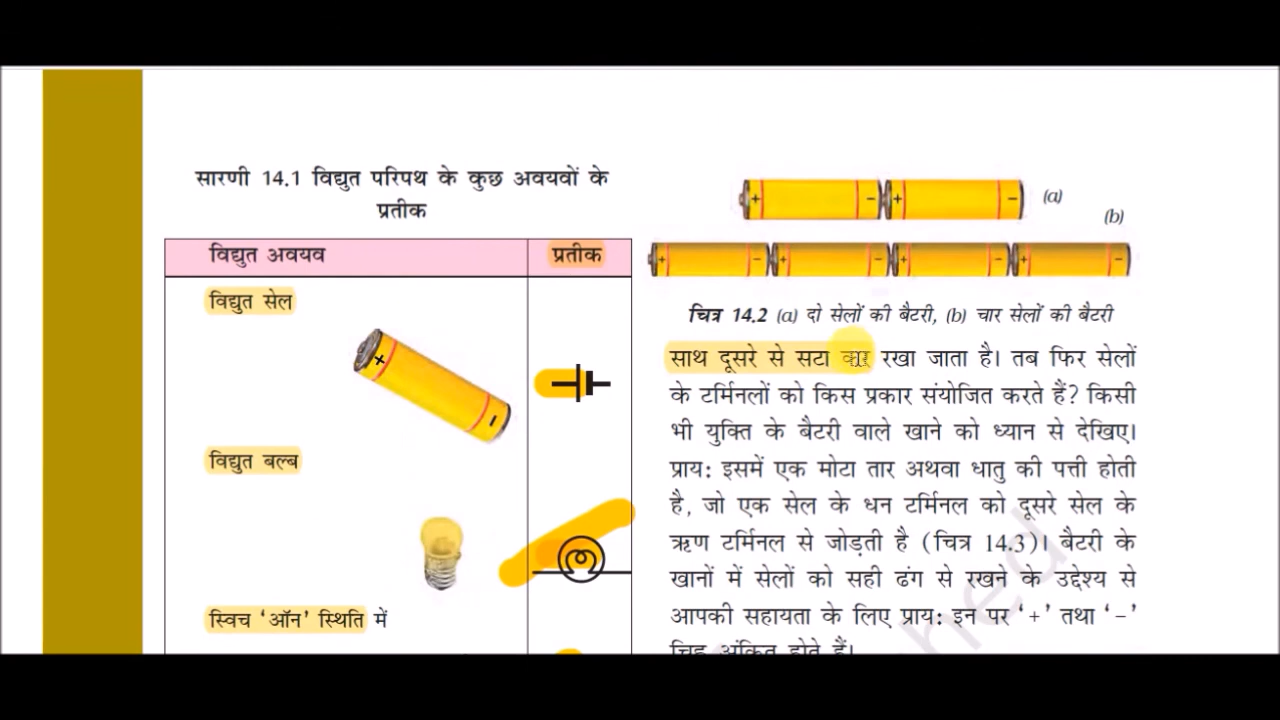 सारणी 14.1 विद्युत परिपथ के कुछ अवयवों के
प्रतीक
विद्युत अवयव
प्रतीक
विद्युत सेल
+
-
विद्युत बल्ब
स्विच ‘ऑन’ स्थिति में
+ - + - (a)
(b)
+ - + - + - + -
चित्र 14.2 (a) दो सेलों की बैटरी, (b) चार सेलों की बैटरी
साथ दूसरे से सटा कर रखा जाता है। तब फिर सेलों
के टर्मिनलों को किस प्रकार संयोजित करते हैं? किसी
भी युक्ति के बैटरी वाले खाने को ध्यान से देखिए।
प्राय: इसमें एक मोटा तार अथवा धातु की पत्ती होती
है, जो एक सेल के धन टर्मिनल को दूसरे सेल के
ऋण टर्मिनल से जोड़ती है (चित्र 14.3)। बैटरी के
खानों में सेलों को सही ढंग से रखने के उद्देश्य से
आपकी सहायता के लिए प्राय: इन पर ‘+’ तथा ‘–’
चिह्न अंकित होते हैं।